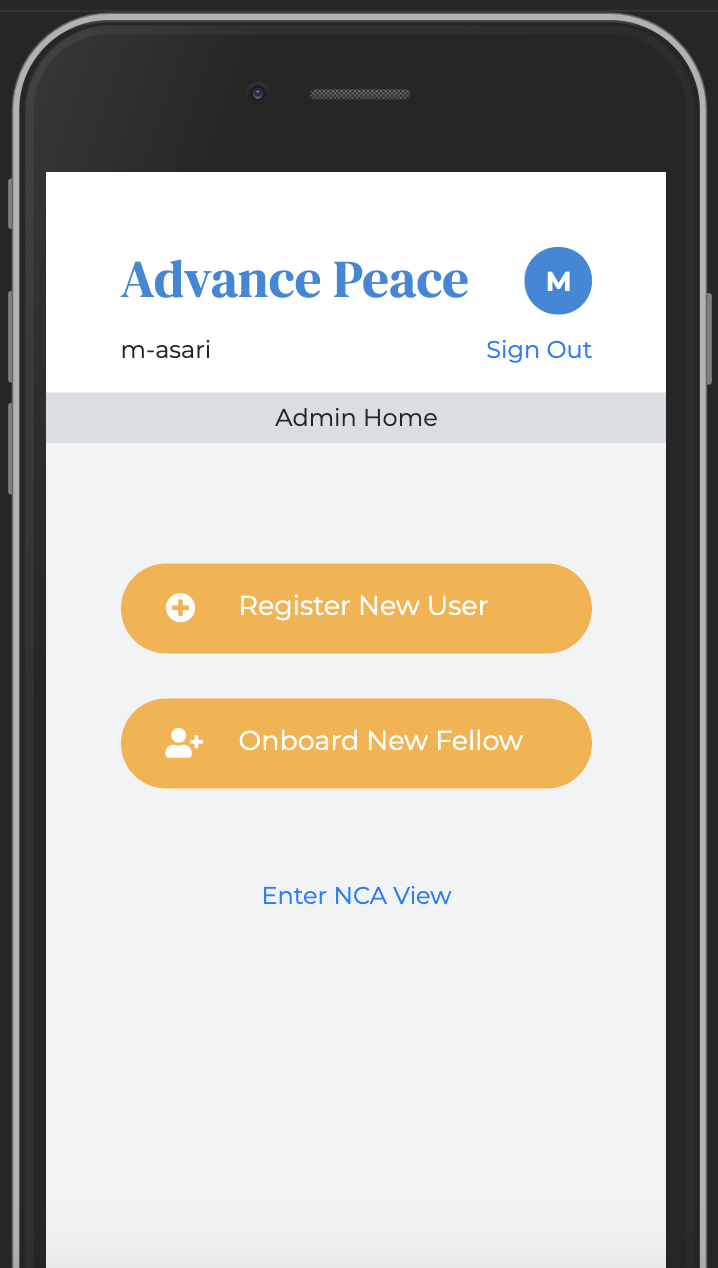 Advance Peace
M
m-asari
Sign Out
Admin Home
Register New User
Onboard New Fellow
Enter NCA View